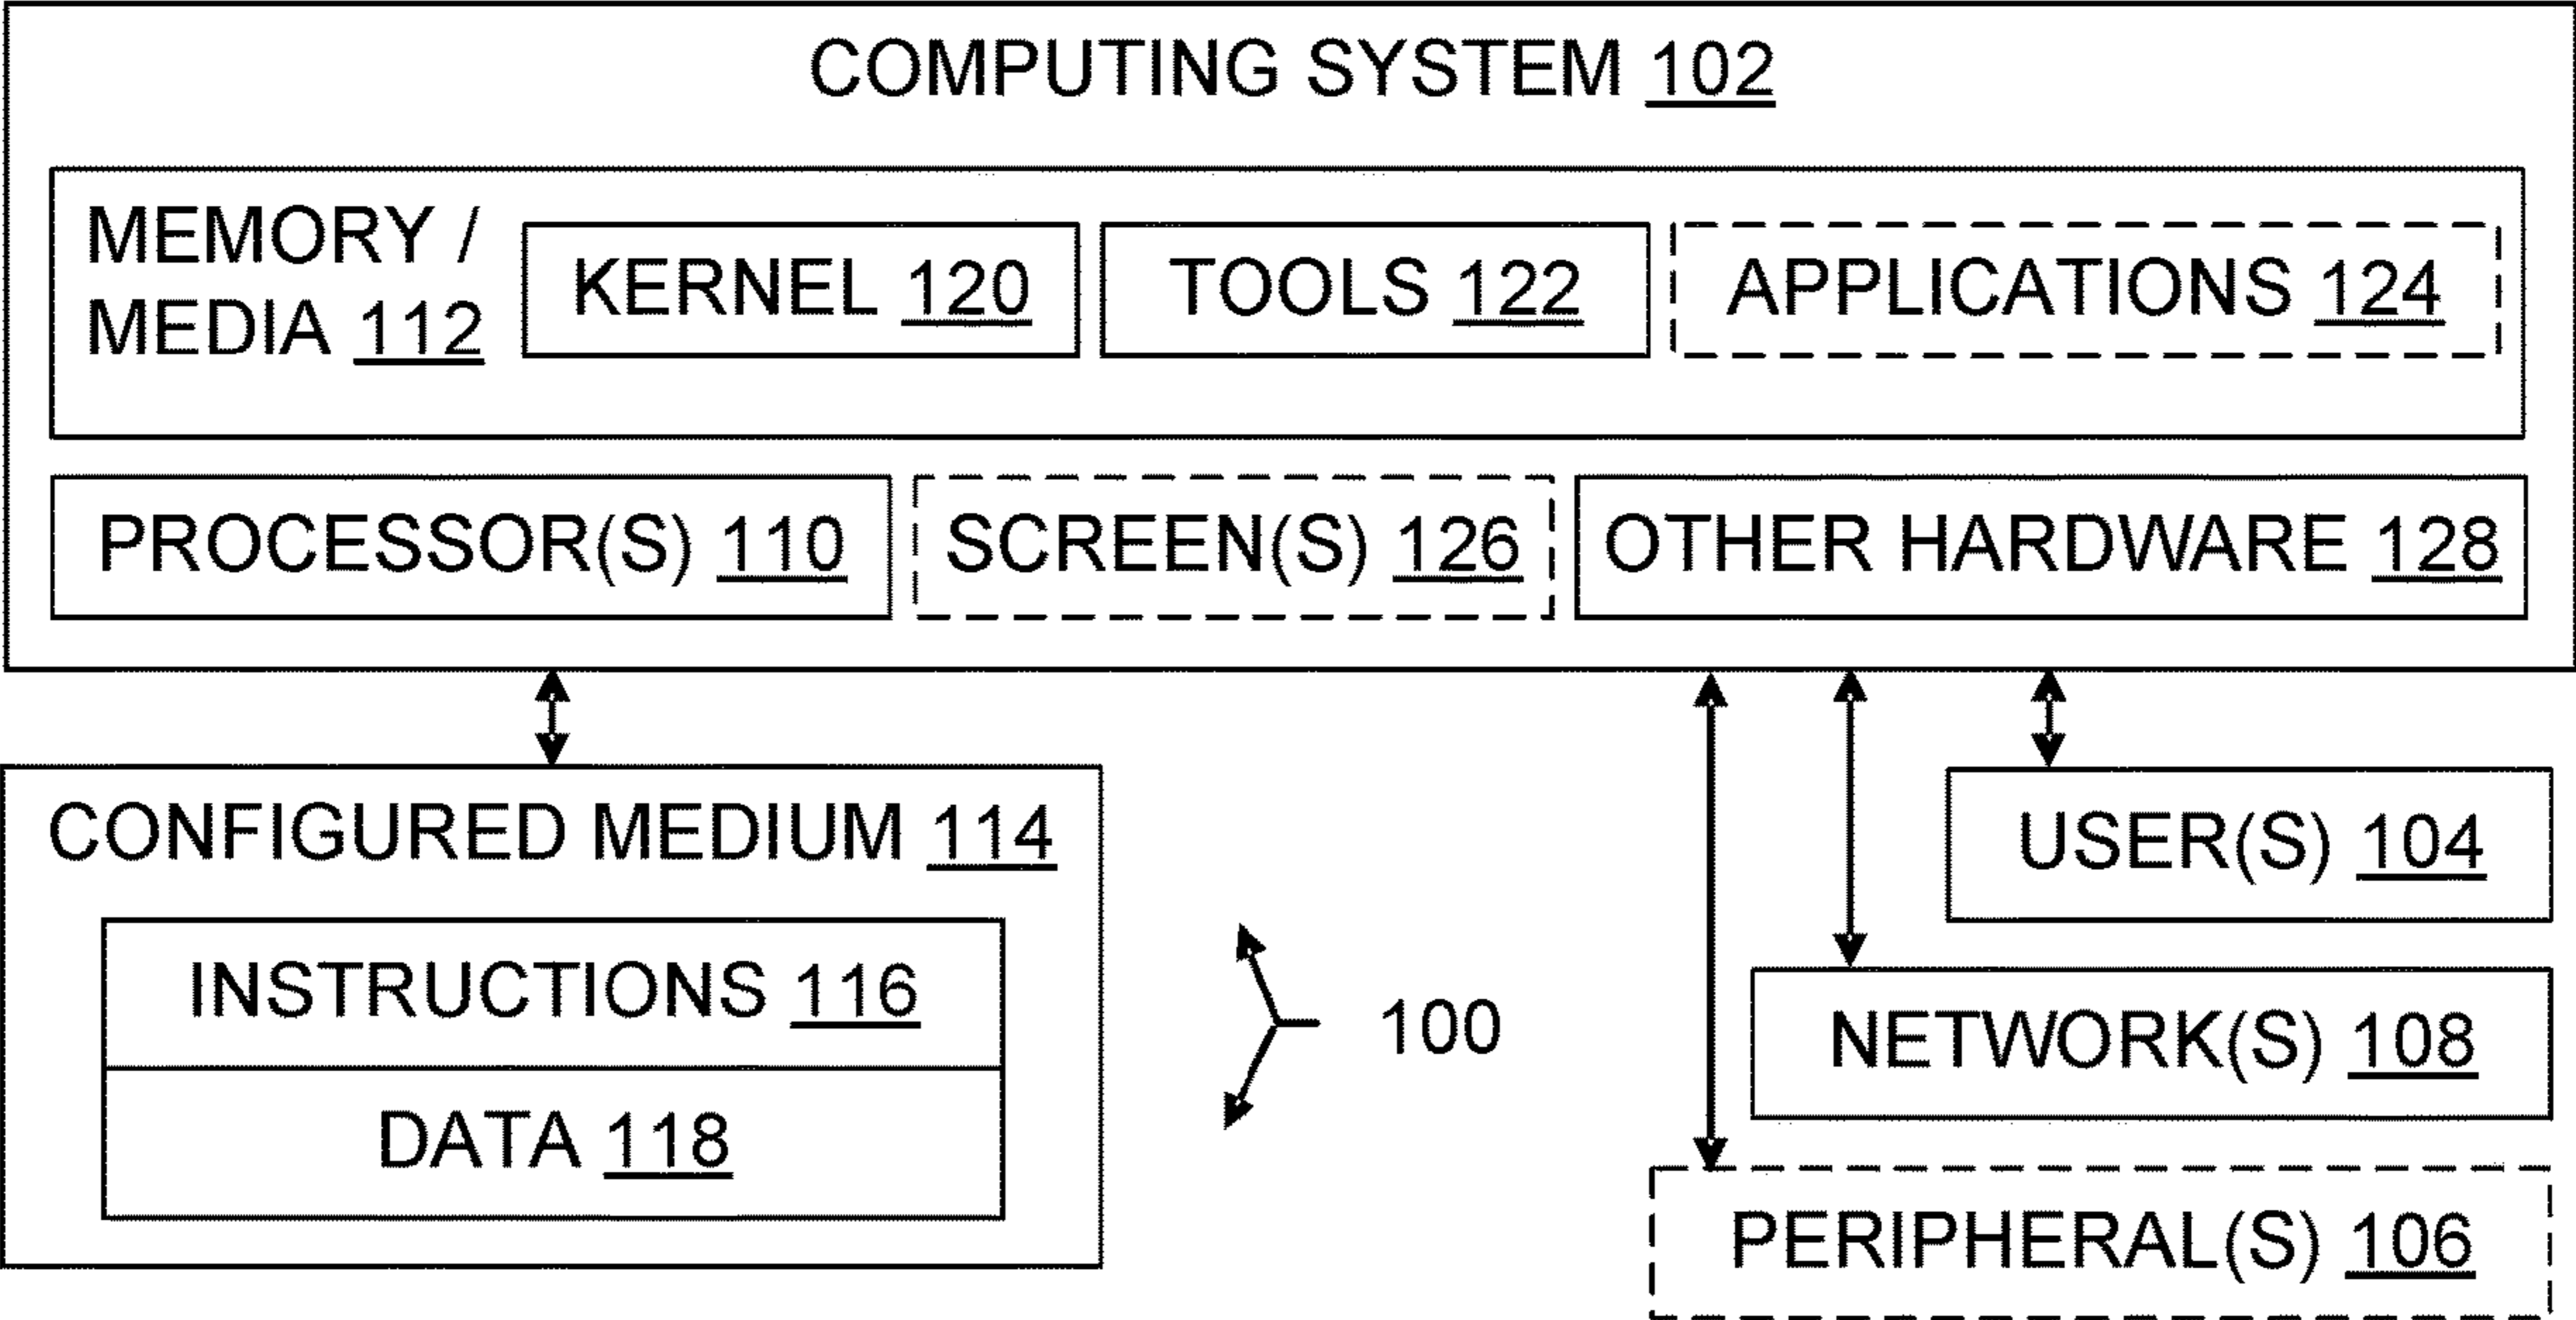 COMPUTING SYSTEM 102
MEMORY /
MEDIA 112
KERNEL 120
TOOLS 122
APPLICATIONS 124
PROCESSOR(S) 110
SCREEN(S) 126
OTHER HARDWARE 128
CONFIGURED MEDIUM 114
INSTRUCTIONS 116
DATA 118
100
USER(S) 104
NETWORK(S) 108
PERIPHERAL(S) 106